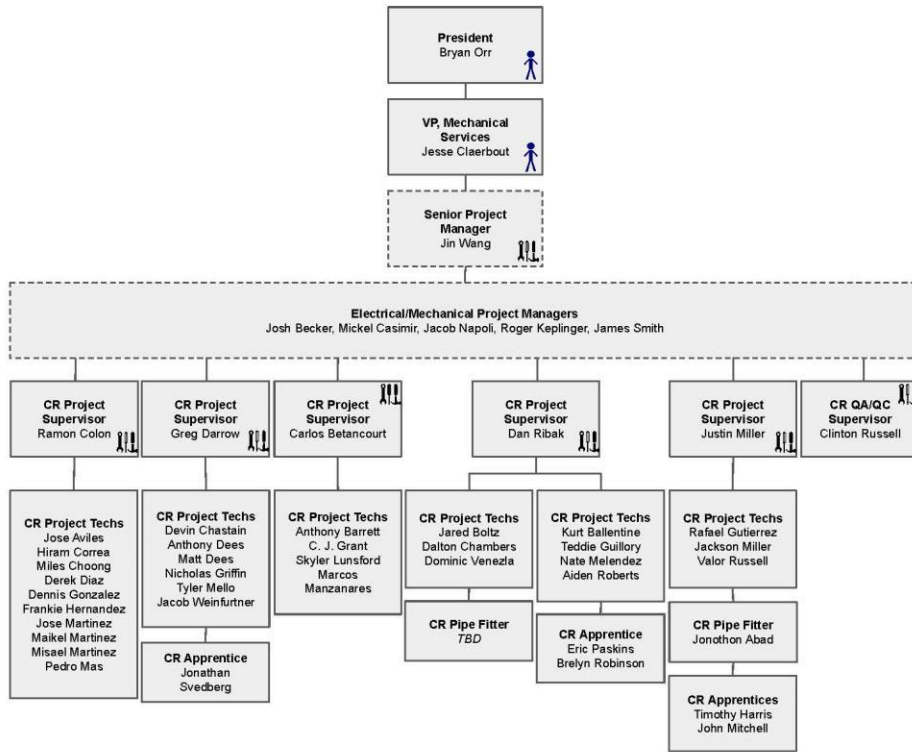 President
Bryan Orr
VP, Mechanical
Services
Jesse Claerbout
Senior Project
Manager
Jin Wang
Electrical/Mechanical Project Managers
Josh Becker, Mickel Casimir, Jacob Napoli, Roger Keplinger, James Smith
CR Project
Supervisor
Ramon Colon
CR Project
Supervisor
Greg Darrow
CR Project
Supervisor
Carlos Betancourt
CR Project
Supervisor
Dan Ribak
CR Project
Supervisor
Justin Miller
CR QA/QC
Supervisor
Clinton Russell
CR Project Techs
Jose Aviles
Hiram Correa
Miles Choong
Derek Diaz
Dennis Gonzalez
Frankie Hernandez
Jose Martinez
Maikel Martinez
Misael Martinez
Pedro Mas
CR Project Techs
Devin Chastain
Anthony Dees
Matt Dees
Nicholas Griffin
Tyler Mello
Jacob Weinfurtner
CR Apprentice
Jonathan
Svedberg
CR Project Techs
Anthony Barrett
C. J. Grant
Skyler Lunsford
Marcos
Manzanares
CR Project Techs
Jared Boltz
Dalton Chambers
Dominic Venezla
CR Pipe Fitter
TBD
CR Project Techs
Kurt Ballentine
Teddie Guillory
Nate Melendez
Aiden Roberts
CR Apprentice
Eric Paskins
Brelyn Robinson
CR Project Techs
Rafael Gutierrez
Jackson Miller
Valor Russell
CR Pipe Fitter
Jonothon Abad
CR Apprentices
Timothy Harris
John Mitchell